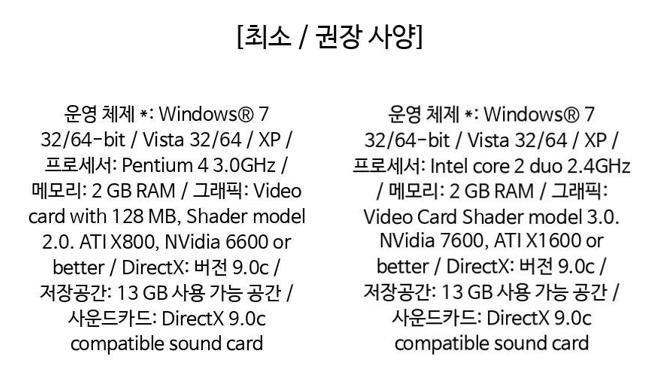 [최소 / 권장 사양]
운영 체제 *: Windows® 7
32/64-bit / Vista 32/64 / XP /
프로세서: Pentium 4 3.0GHz /
메모리: 2 GB RAM / 그래픽: Video
card with 128 MB, Shader model
2.0. ATI X800, NVidia 6600 or
better / DirectX: 버전 9.0c /
저장공간: 13 GB 사용 가능 공간 /
사운드카드: DirectX 9.0c
compatible sound card
운영 체제 *: Windows® 7
32/64-bit / Vista 32/64 / XP /
프로세서: Intel core 2 duo 2.4GHz
/ 메모리: 2 GB RAM / 그래픽:
Video Card Shader model 3.0.
NVidia 7600, ATI X1600 or
better / DirectX: 버전 9.0c /
저장공간: 13 GB 사용 가능 공간 /
사운드카드: DirectX 9.0c
compatible sound card